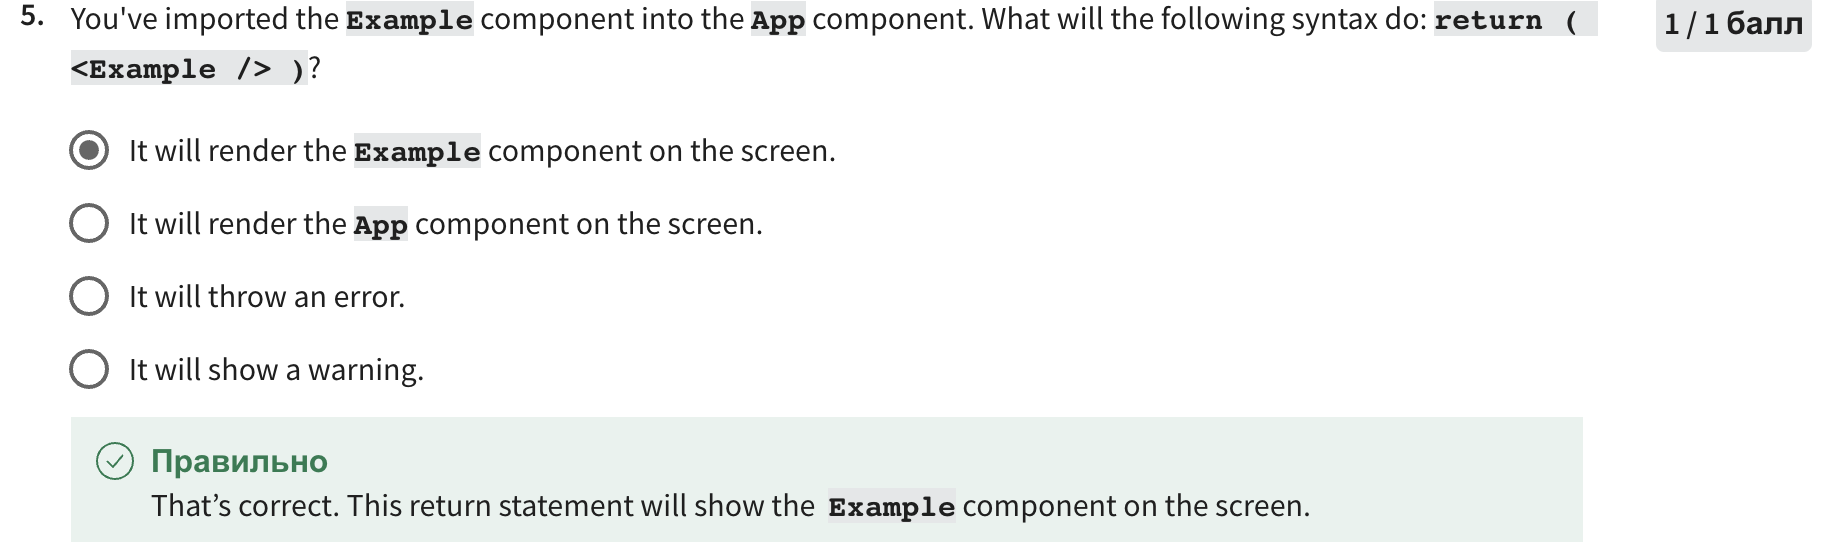 5. You've imported the Example component into the App component. What will the following syntax do: return ( 1 / 1 балл
<Example /> )?
It will render the Example component on the screen.
It will render the App component on the screen.
It will throw an error.
It will show a warning.
Правильно
That’s correct. This return statement will show the Example component on the screen.